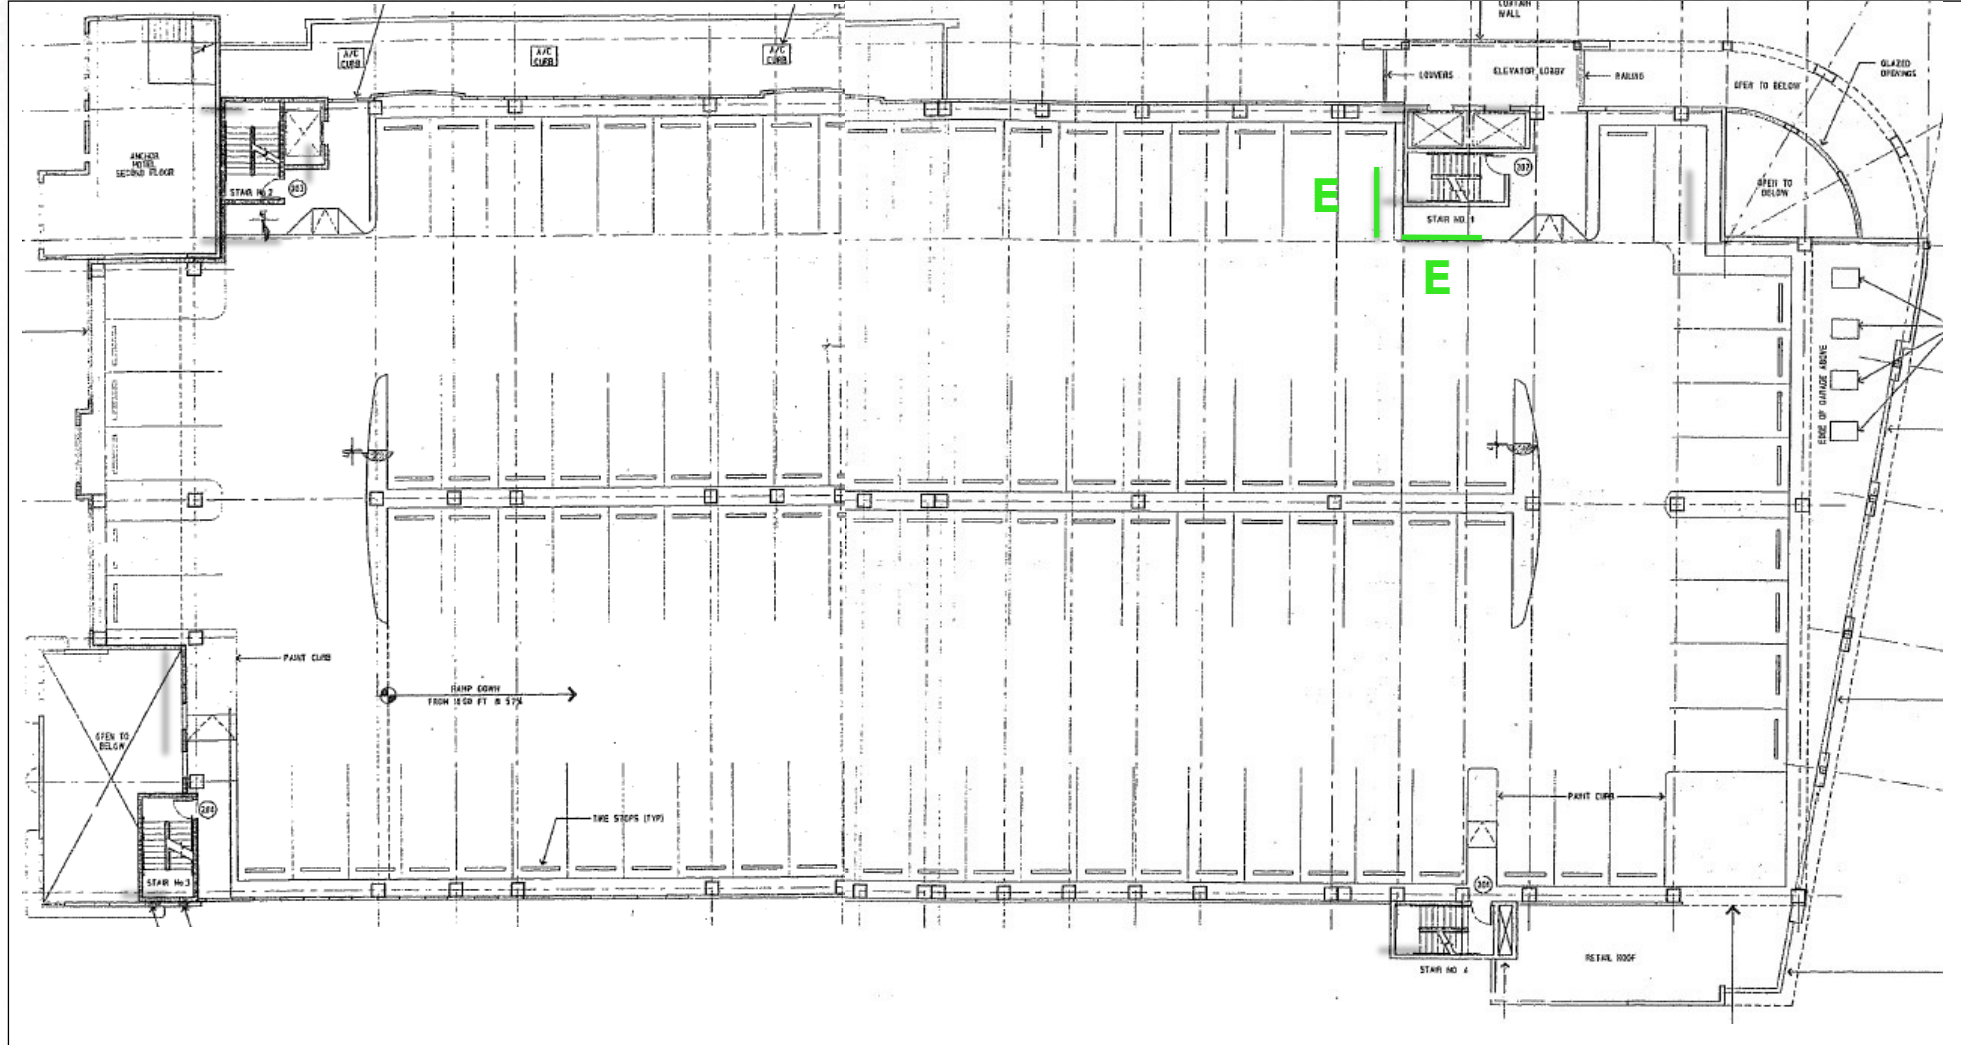 CURTAIN
WALL
A/C
CURB
A/C
CURB
A/C
CURB
LOUVERS
ELEVATOR LOBBY
RAILING
GLAZED
OPENINGS
OPEN TO BELOW
ANCHOR
HOTEL
SECOND FLOOR
STAIR No 2
303
302
E
STAIR NO. 1
OPEN TO
BELOW
E
EDGE OF GARAGE ABOVE
PAINT CURB
RAMP DOWN
OPEN TO
BELOW
TIRE STOPS (TYP)
PAINT CURB
STAIR No 3
STAIR NO 4
RETAIL ROOF